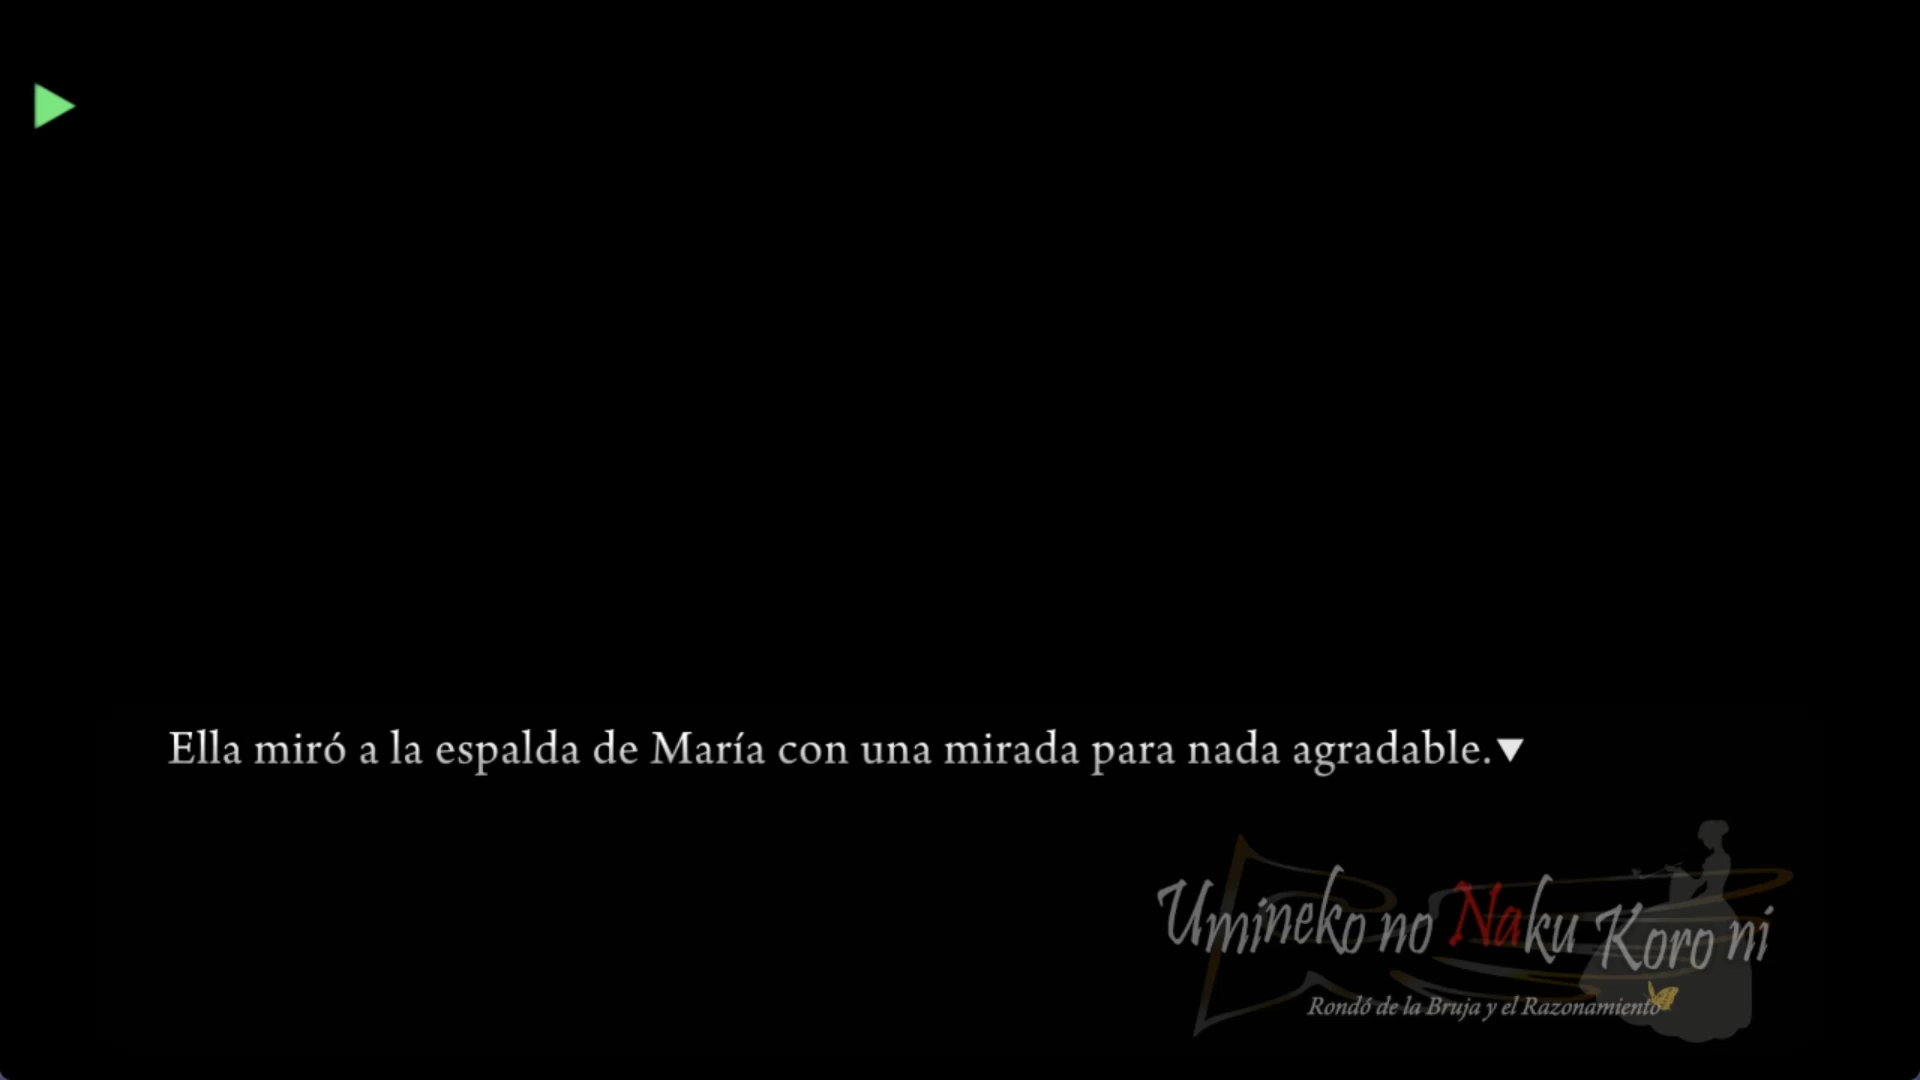 Ella miró a la espalda de María con una mirada para nada agradable.
Umineko no Naku Koro ni
Rondó de la Bruja y el Razonamiento